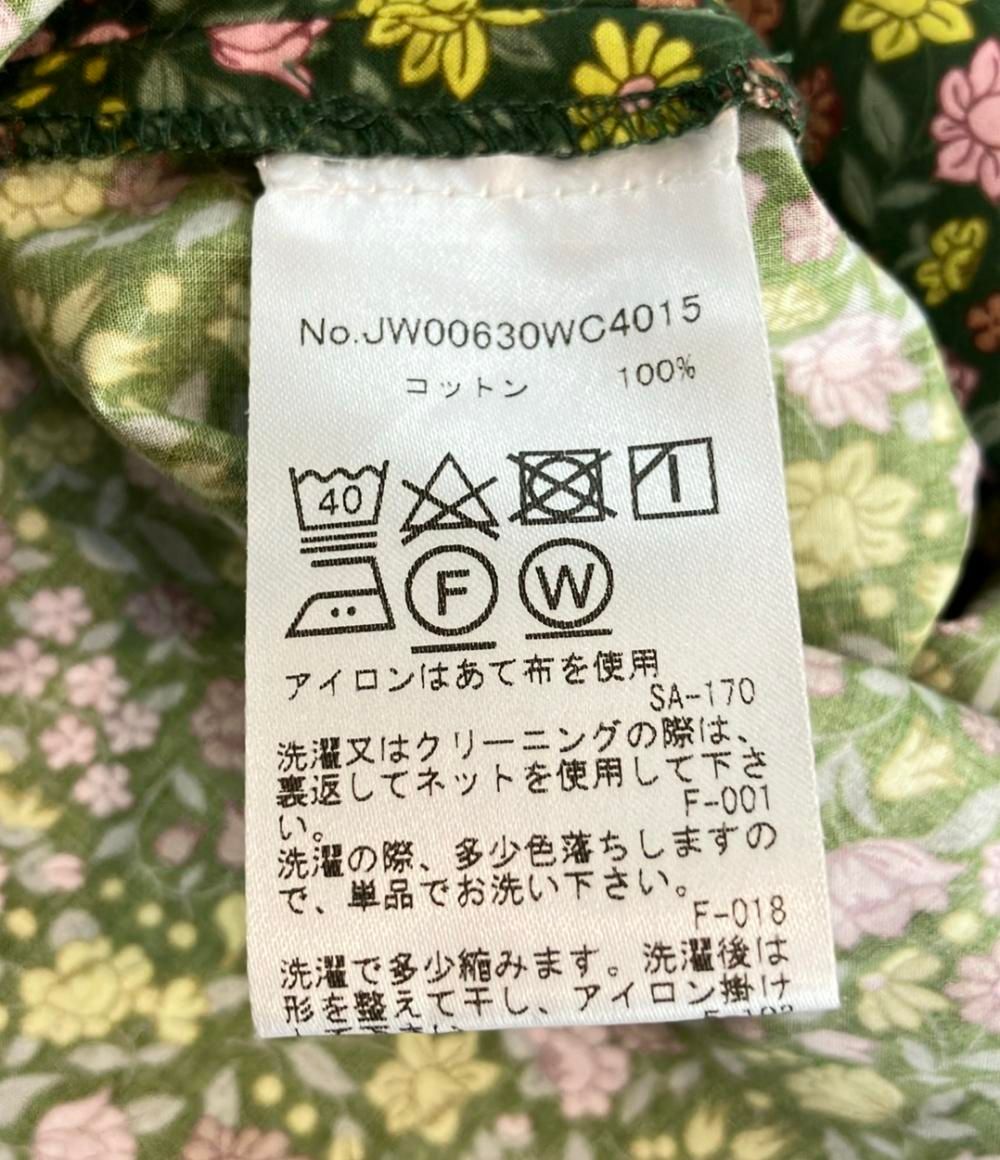 No.JW00630WC4015
コットン 100%
40
F W
アイロンはあて布を使用
SA-170
洗濯又はクリーニングの際は、
裏返してネットを使用して下さ
い。
F-001
洗濯の際、多少色落ちしますの
で、単品でお洗い下さい。
F-018
洗濯で多少縮みます。洗濯後は
形を整えて干し、アイロン掛け